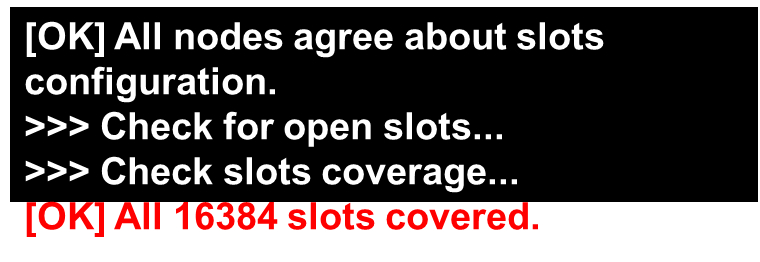 [OK] All nodes agree about slots
configuration.
>>> Check for open slots...
>>> Check slots coverage...
[OK] All 16384 slots covered.